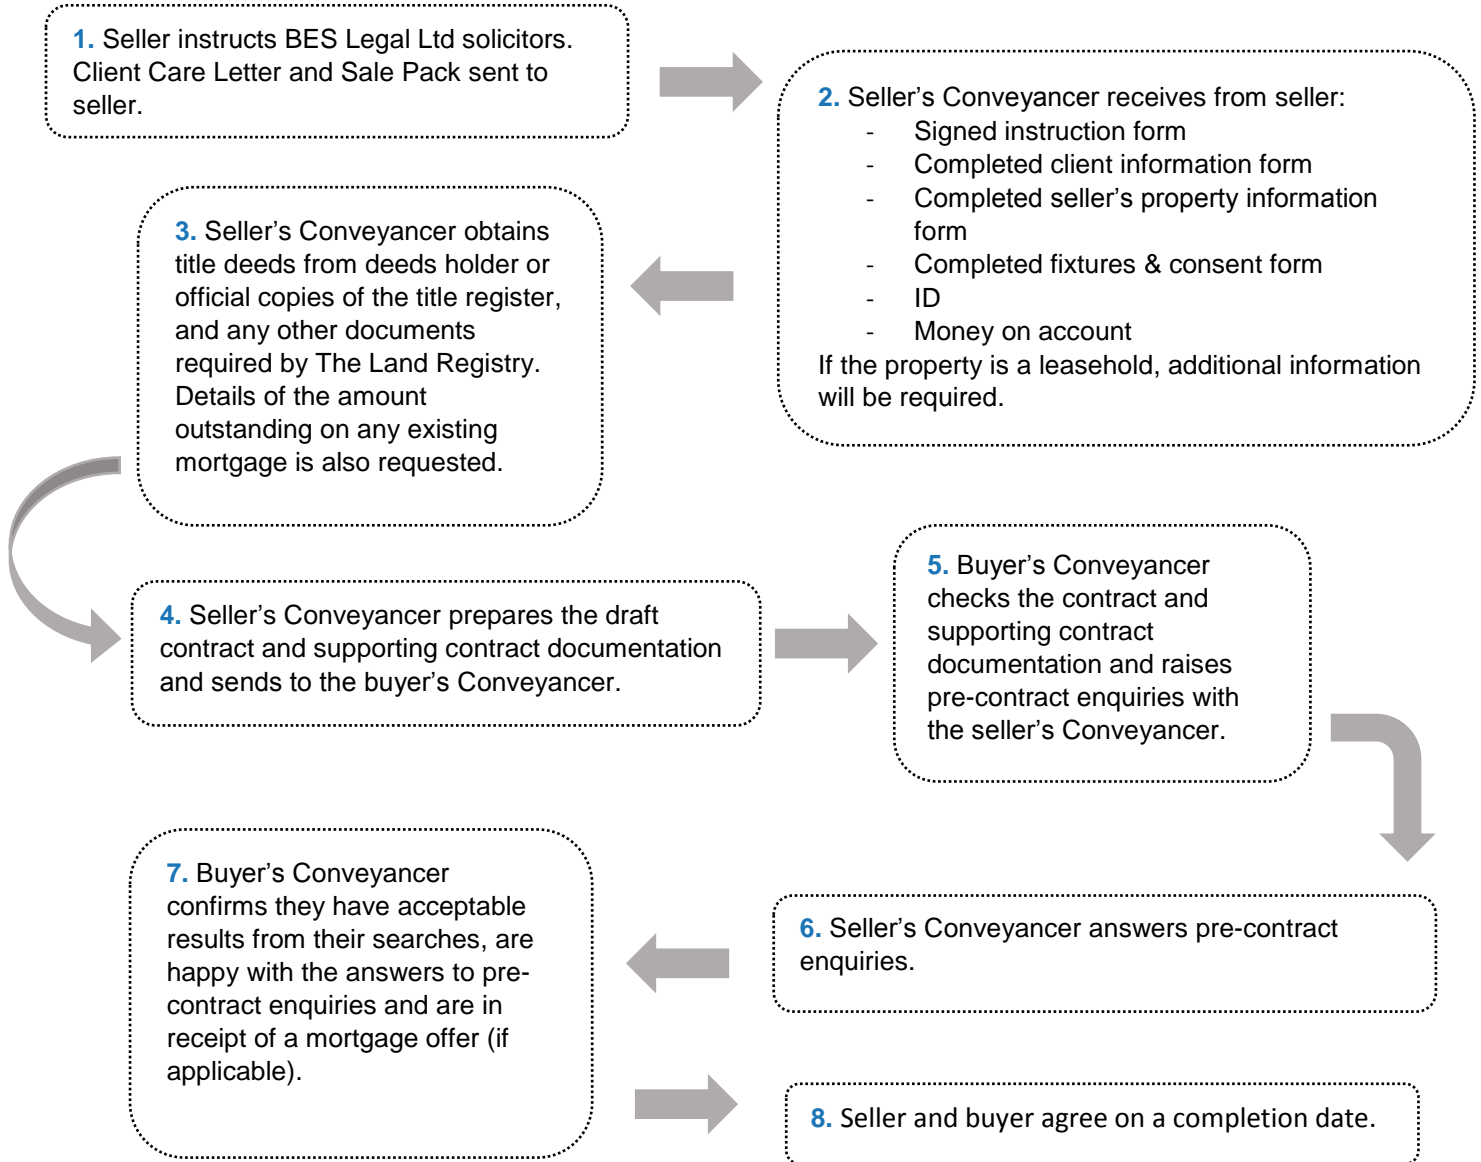 1. Seller instructs BES Legal Ltd solicitors.
Client Care Letter and Sale Pack sent to
seller.
2. Seller’s Conveyancer receives from seller:
- Signed instruction form
- Completed client information form
- Completed seller’s property information
form
- Completed fixtures & consent form
- ID
- Money on account
If the property is a leasehold, additional information
will be required.
3. Seller’s Conveyancer obtains
title deeds from deeds holder or
official copies of the title register,
and any other documents
required by The Land Registry.
Details of the amount
outstanding on any existing
mortgage is also requested.
4. Seller’s Conveyancer prepares the draft
contract and supporting contract documentation
and sends to the buyer’s Conveyancer.
5. Buyer’s Conveyancer
checks the contract and
supporting contract
documentation and raises
pre-contract enquiries with
the seller’s Conveyancer.
6. Seller’s Conveyancer answers pre-contract
enquiries.
7. Buyer’s Conveyancer
confirms they have acceptable
results from their searches, are
happy with the answers to pre-
contract enquiries and are in
receipt of a mortgage offer (if
applicable).
8. Seller and buyer agree on a completion date.